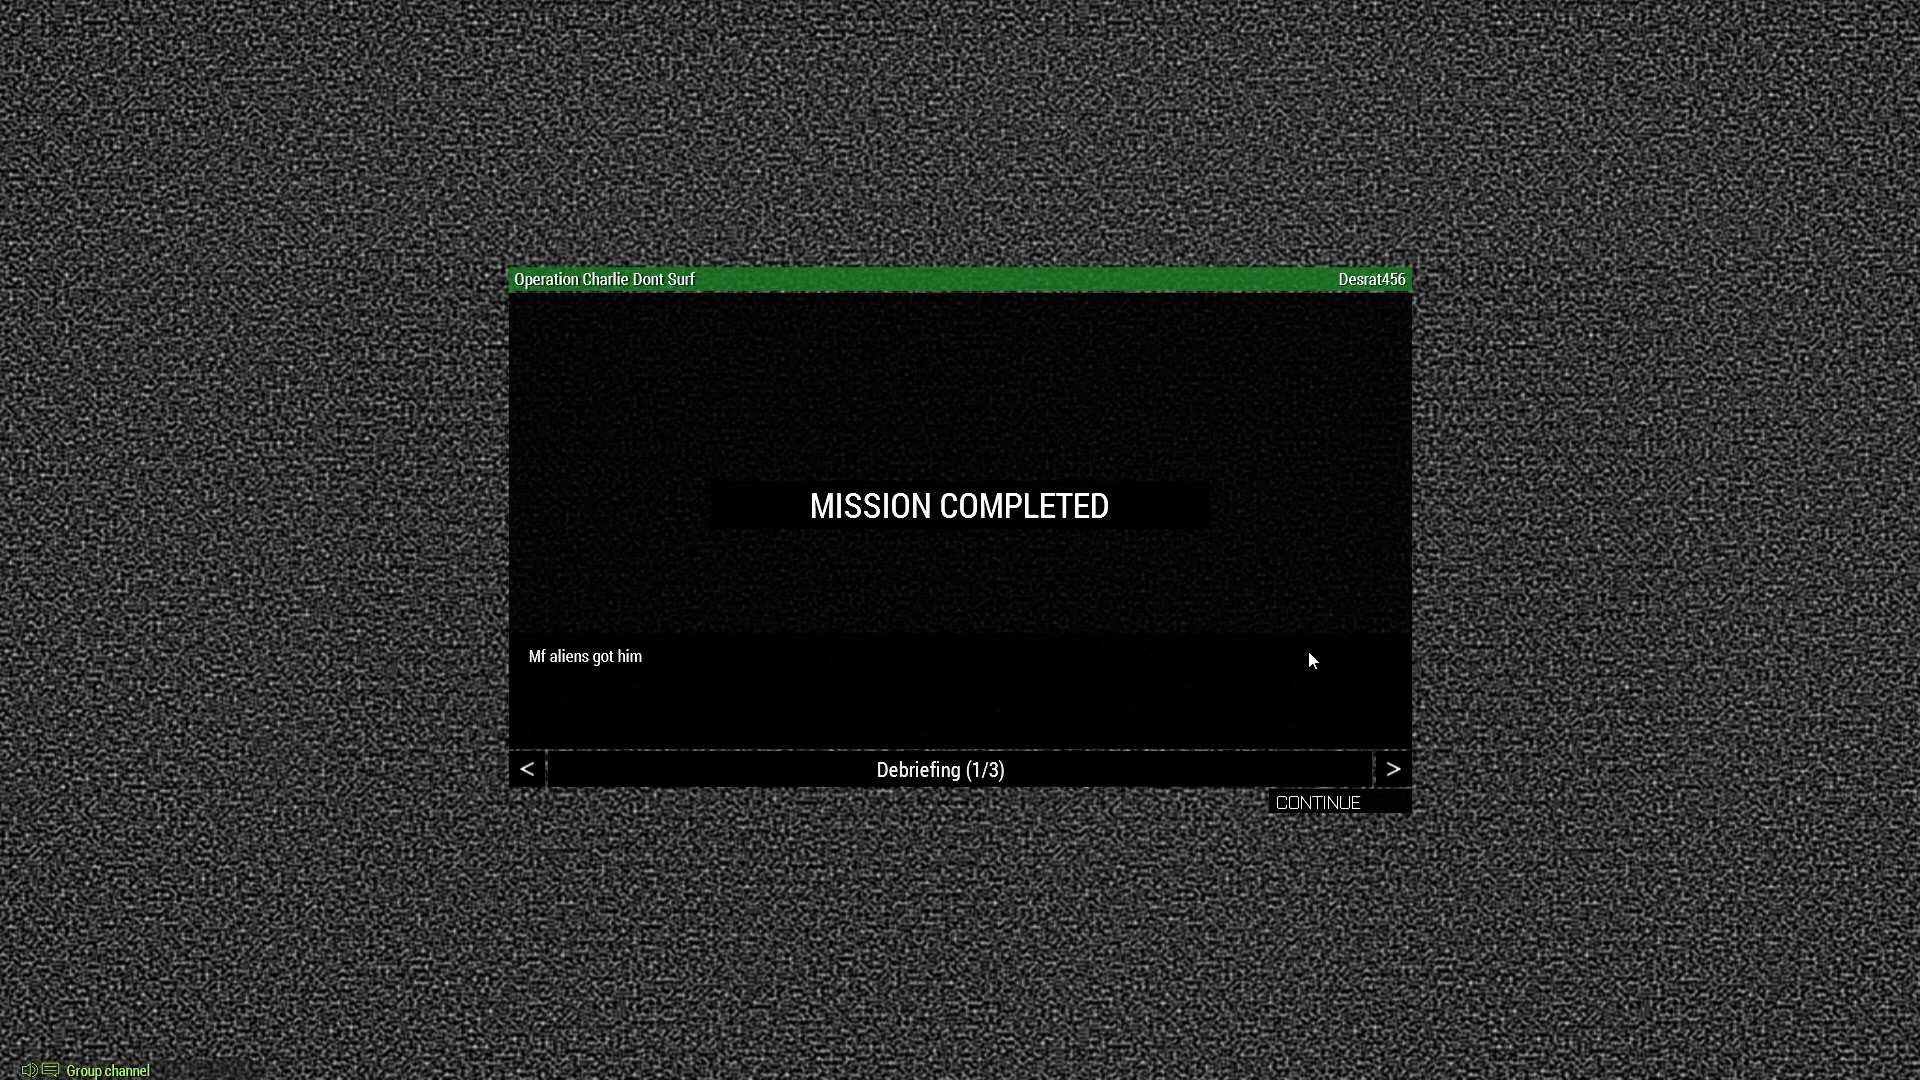 Operation Charlie Dont Surf
Desrat456
MISSION COMPLETED
Mf aliens got him
< Debriefing (1/3) >
CONTINUE
Group channel